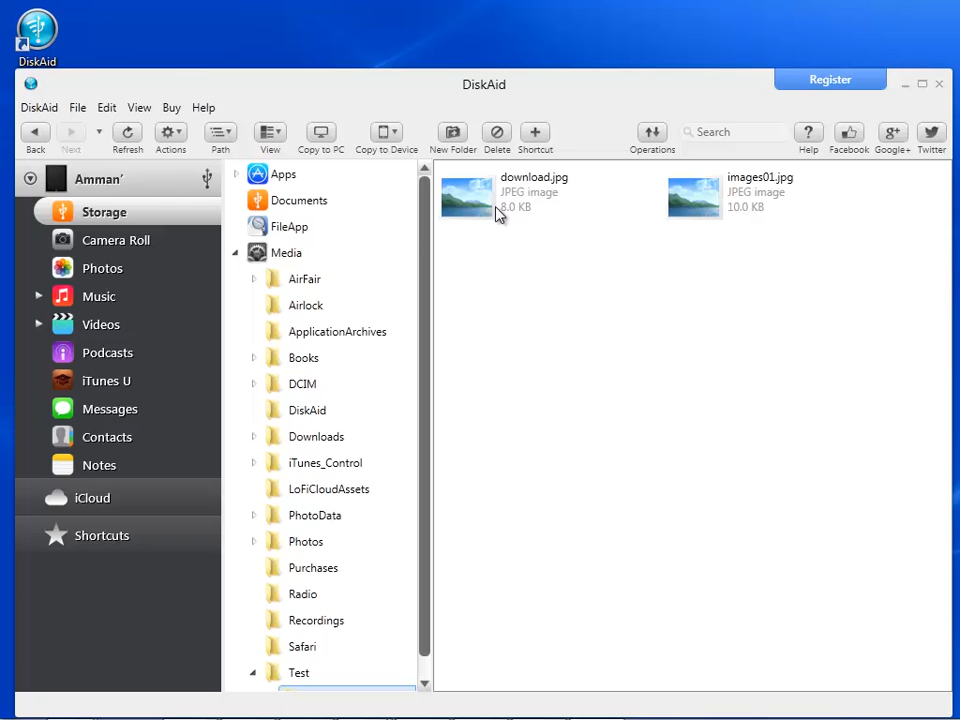 DiskAid
DiskAid
Register
DiskAid File Edit View Buy Help
Back Next Refresh Actions Path View Copy to PC Copy to Device New Folder Delete Shortcut Operations Search Help Facebook Google+ Twitter
Amman'
Storage
Camera Roll
Photos
Music
Videos
Podcasts
iTunes U
Messages
Contacts
Notes
iCloud
Shortcuts
Apps
Documents
FileApp
Media
AirFair
Airlock
ApplicationArchives
Books
DCIM
DiskAid
Downloads
iTunes_Control
LoFiCloudAssets
PhotoData
Photos
Purchases
Radio
Recordings
Safari
Test
download.jpg
JPEG image
8.0 KB
images01.jpg
JPEG image
10.0 KB